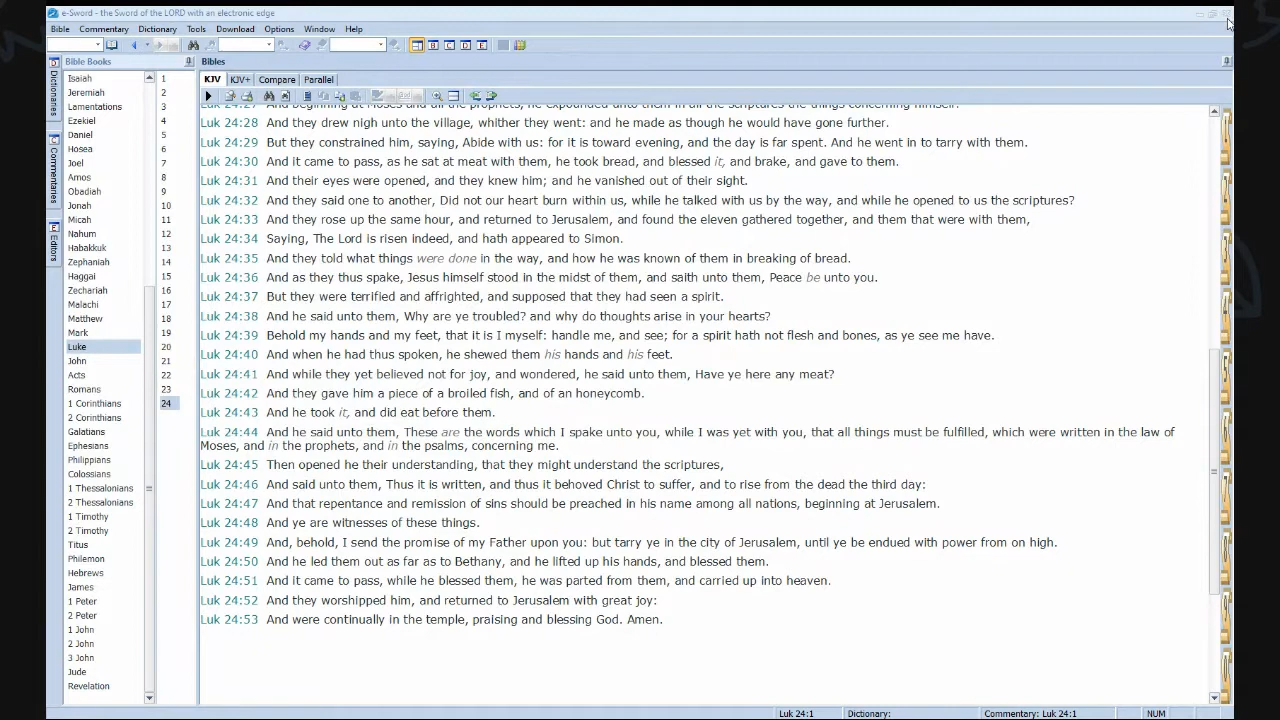 e-Sword - the Sword of the LORD with an electronic edge
Bible Commentary Dictionary Tools Download Options Window Help
B C D E
Dictionaries
Commentaries
Editors
Bible Books
Isaiah
Jeremiah
Lamentations
Ezekiel
Daniel
Hosea
Joel
Amos
Obadiah
Jonah
Micah
Nahum
Habakkuk
Zephaniah
Haggai
Zechariah
Malachi
Matthew
Mark
Luke
John
Acts
Romans
1 Corinthians
2 Corinthians
Galatians
Ephesians
Philippians
Colossians
1 Thessalonians
2 Thessalonians
1 Timothy
2 Timothy
Titus
Philemon
Hebrews
James
1 Peter
2 Peter
1 John
2 John
3 John
Jude
Revelation
1
2
3
4
5
6
7
8
9
10
11
12
13
14
15
16
17
18
19
20
21
22
23
24
Bibles
KJV KJV+ Compare Parallel
Luk 24:27 And beginning at Moses and all the prophets, he expounded unto them in all the scriptures the things concerning himself.
Luk 24:28 And they drew nigh unto the village, whither they went: and he made as though he would have gone further.
Luk 24:29 But they constrained him, saying, Abide with us: for it is toward evening, and the day is far spent. And he went in to tarry with them.
Luk 24:30 And it came to pass, as he sat at meat with them, he took bread, and blessed it, and brake, and gave to them.
Luk 24:31 And their eyes were opened, and they knew him; and he vanished out of their sight.
Luk 24:32 And they said one to another, Did not our heart burn within us, while he talked with us by the way, and while he opened to us the scriptures?
Luk 24:33 And they rose up the same hour, and returned to Jerusalem, and found the eleven gathered together, and them that were with them,
Luk 24:34 Saying, The Lord is risen indeed, and hath appeared to Simon.
Luk 24:35 And they told what things were done in the way, and how he was known of them in breaking of bread.
Luk 24:36 And as they thus spake, Jesus himself stood in the midst of them, and saith unto them, Peace be unto you.
Luk 24:37 But they were terrified and affrighted, and supposed that they had seen a spirit.
Luk 24:38 And he said unto them, Why are ye troubled? and why do thoughts arise in your hearts?
Luk 24:39 Behold my hands and my feet, that it is I myself: handle me, and see; for a spirit hath not flesh and bones, as ye see me have.
Luk 24:40 And when he had thus spoken, he shewed them his hands and his feet.
Luk 24:41 And while they yet believed not for joy, and wondered, he said unto them, Have ye here any meat?
Luk 24:42 And they gave him a piece of a broiled fish, and of an honeycomb.
Luk 24:43 And he took it, and did eat before them.
Luk 24:44 And he said unto them, These are the words which I spake unto you, while I was yet with you, that all things must be fulfilled, which were written in the law of
Moses, and in the prophets, and in the psalms, concerning me.
Luk 24:45 Then opened he their understanding, that they might understand the scriptures,
Luk 24:46 And said unto them, Thus it is written, and thus it behoved Christ to suffer, and to rise from the dead the third day:
Luk 24:47 And that repentance and remission of sins should be preached in his name among all nations, beginning at Jerusalem.
Luk 24:48 And ye are witnesses of these things.
Luk 24:49 And, behold, I send the promise of my Father upon you: but tarry ye in the city of Jerusalem, until ye be endued with power from on high.
Luk 24:50 And he led them out as far as to Bethany, and he lifted up his hands, and blessed them.
Luk 24:51 And it came to pass, while he blessed them, he was parted from them, and carried up into heaven.
Luk 24:52 And they worshipped him, and returned to Jerusalem with great joy:
Luk 24:53 And were continually in the temple, praising and blessing God. Amen.
Luk 24:1 Dictionary: Commentary: Luk 24:1 NUM